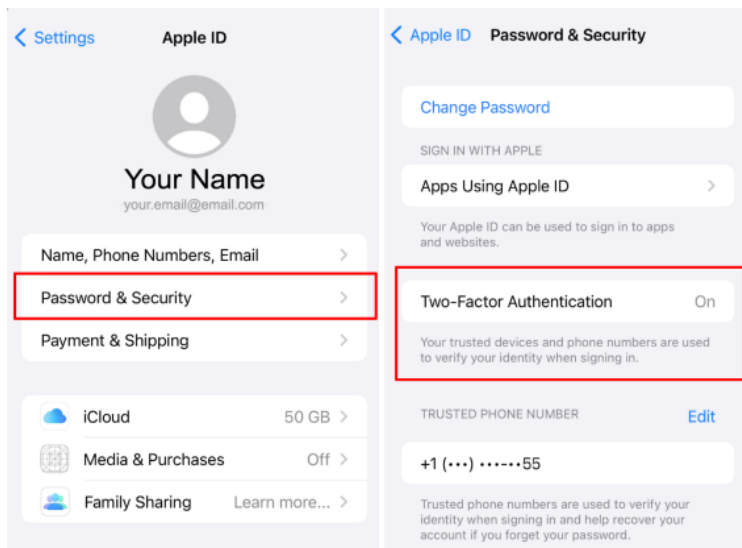 Settings
Apple ID
Your Name
your.email@email.com
Name, Phone Numbers, Email
Password & Security
Payment & Shipping
iCloud 50 GB
Media & Purchases Off
Family Sharing Learn more...
Apple ID
Password & Security
Change Password
SIGN IN WITH APPLE
Apps Using Apple ID
Your Apple ID can be used to sign in to apps
and websites.
Two-Factor Authentication On
Your trusted devices and phone numbers are used
to verify your identity when signing in.
TRUSTED PHONE NUMBER Edit
+1 (•••) •••-••55
Trusted phone numbers are used to verify your
identity when signing in and help recover your
account if you forget your password.